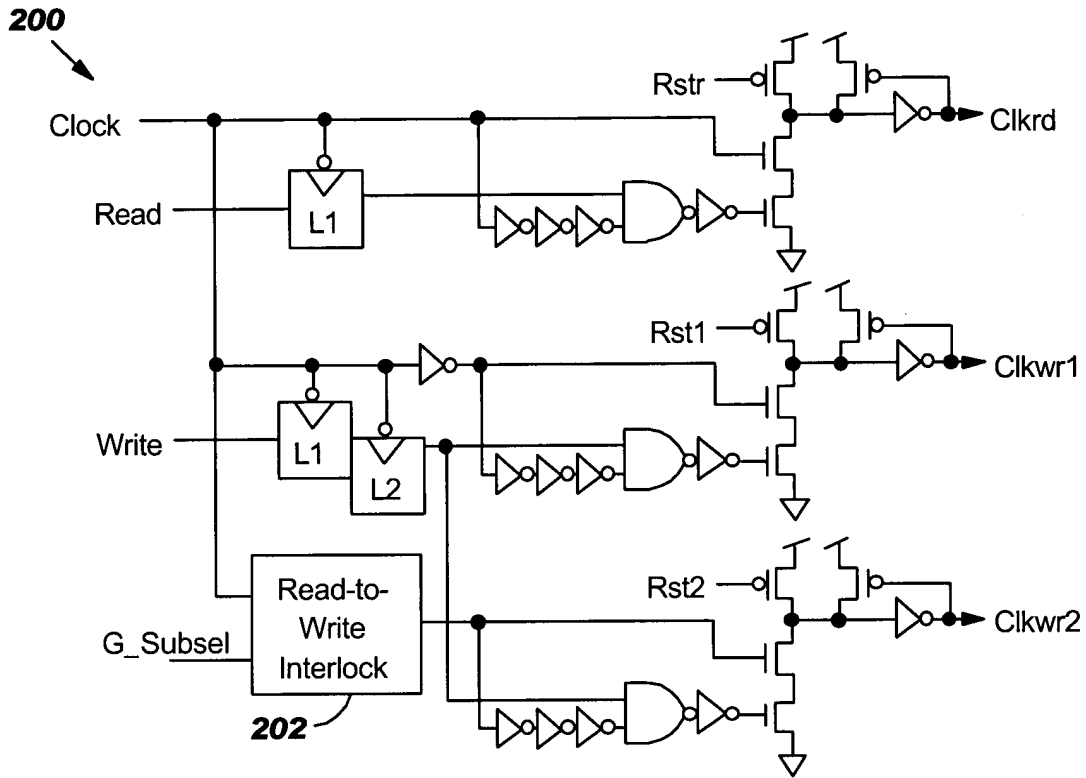 200
Rstr
Clock
Clkrd
Read
L1
Rst1
Clkwr1
Write
L1
L2
Rst2
Read-to-
Write
Interlock
Clkwr2
G_Subsel
202